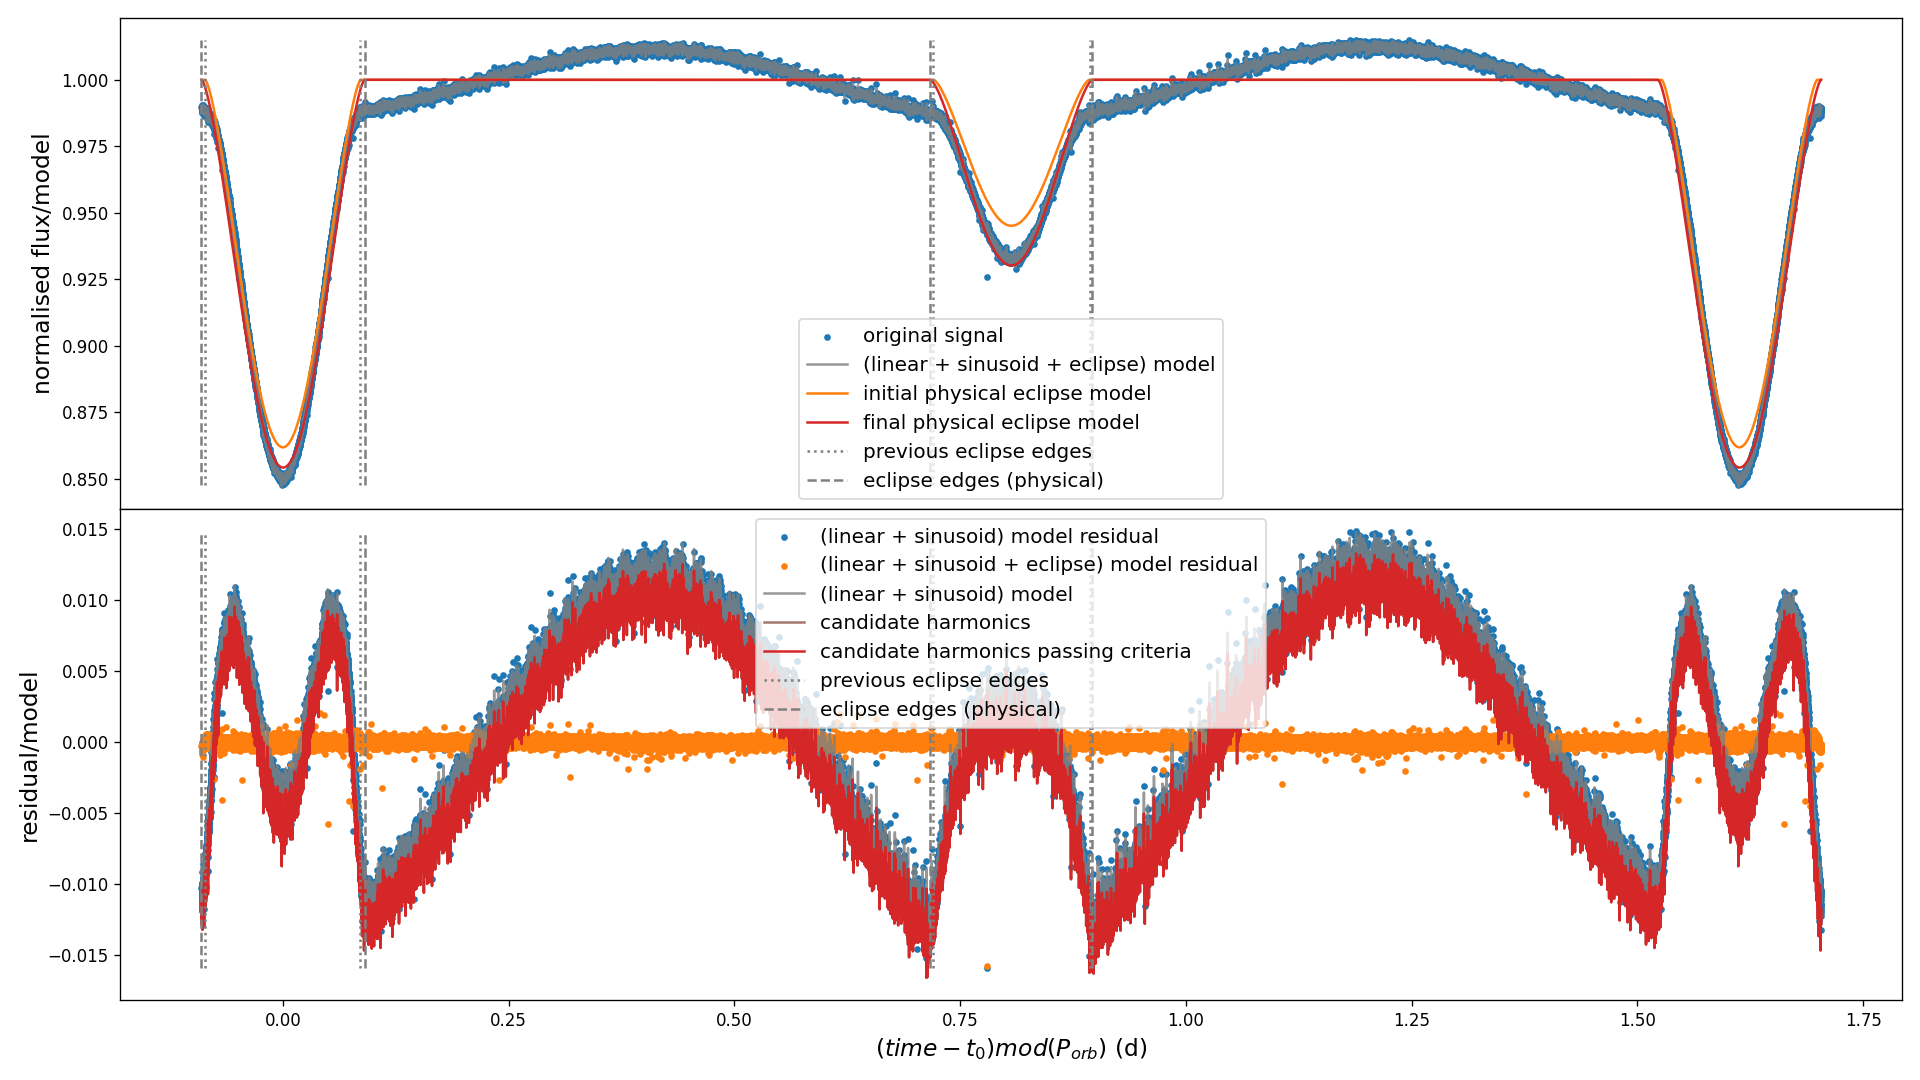 normalised flux/model
1.000
0.975
0.950
0.925
0.900
0.875
0.850
original signal
(linear + sinusoid + eclipse) model
initial physical eclipse model
final physical eclipse model
previous eclipse edges
eclipse edges (physical)
residual/model
0.015
0.010
0.005
0.000
−0.005
−0.010
−0.015
(linear + sinusoid) model residual
(linear + sinusoid + eclipse) model residual
(linear + sinusoid) model
candidate harmonics
candidate harmonics passing criteria
previous eclipse edges
eclipse edges (physical)
0.00 0.25 0.50 0.75 1.00 1.25 1.50 1.75
(time − t₀)mod(P_orb) (d)